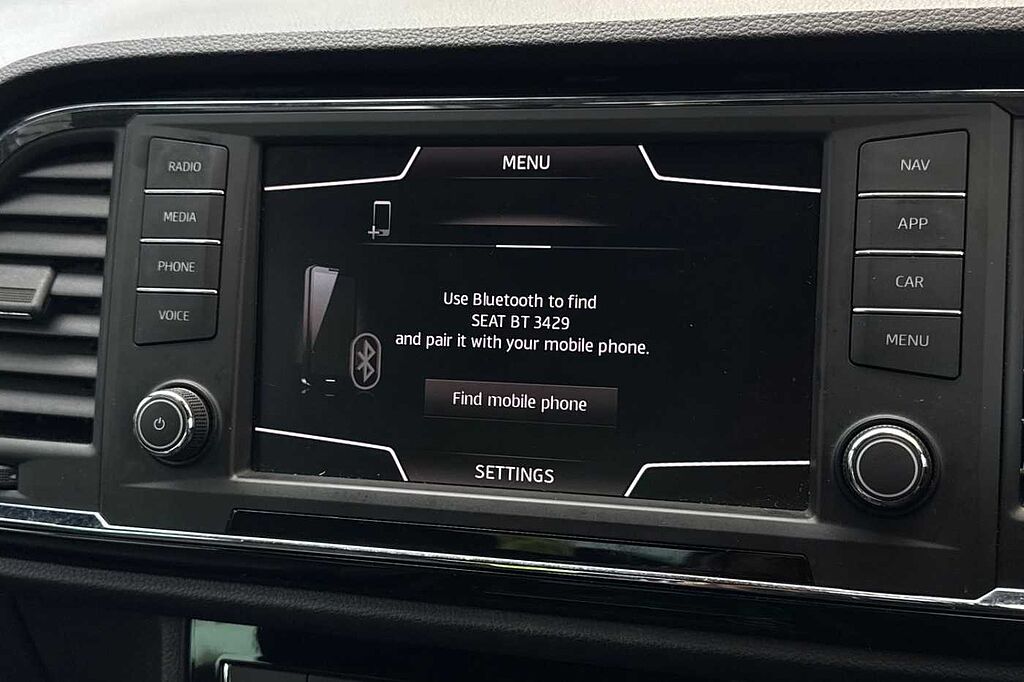 RADIO
MEDIA
PHONE
VOICE
MENU
Use Bluetooth to find
SEAT BT 3429
and pair it with your mobile phone.
Find mobile phone
SETTINGS
NAV
APP
CAR
MENU